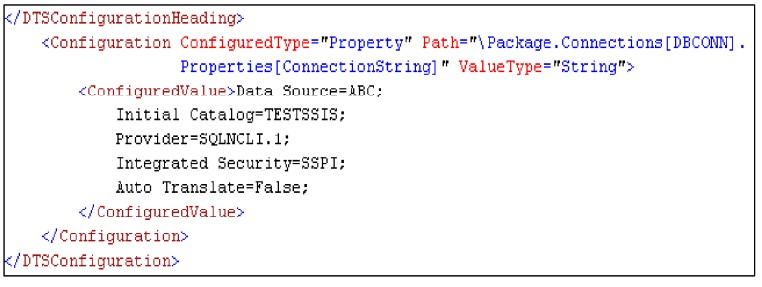 </DTSConfigurationHeading>
<Configuration ConfiguredType="Property" Path="\Package.Connections[DBCONN].
Properties[ConnectionString]" ValueType="String">
<ConfiguredValue>Data Source=ABC;
Initial Catalog=TESTSSIS;
Provider=SQLNCLI.1;
Integrated Security=SSPI;
Auto Translate=False;
</ConfiguredValue>
</Configuration>
</DTSConfiguration>